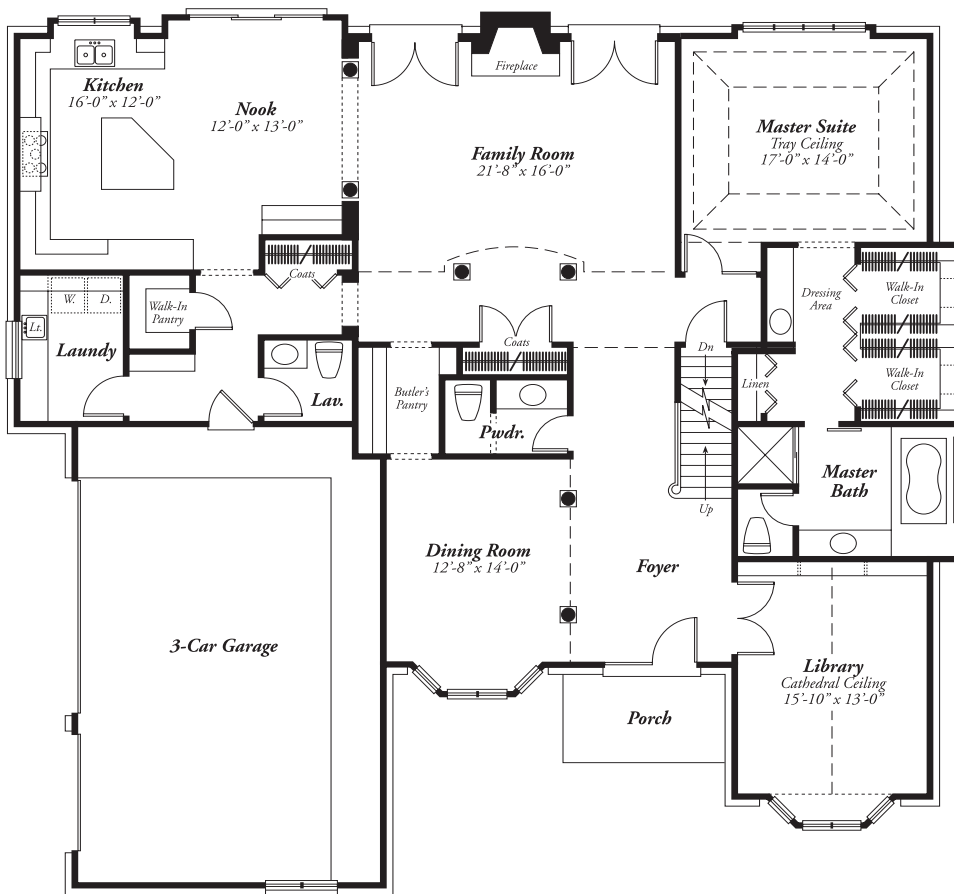 Kitchen
16'-0" x 12'-0"
Nook
12'-0" x 13'-0"
Fireplace
Family Room
21'-8" x 16'-0"
Master Suite
Tray Ceiling
17'-0" x 14'-0"
Coats
W.
D.
Walk-In
Pantry
Lt.
Laundy
Lav.
Butler's
Pantry
Coats
Pwdr.
Dn
Up
Dressing
Area
Walk-In
Closet
Walk-In
Closet
Linen
Master
Bath
Dining Room
12'-8" x 14'-0"
Foyer
3-Car Garage
Library
Cathedral Ceiling
15'-10" x 13'-0"
Porch